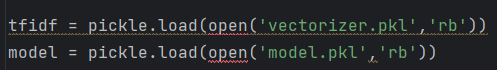 tfidf = pickle.load(open('vectorizer.pkl','rb'))
model = pickle.load(open('model.pkl','rb'))